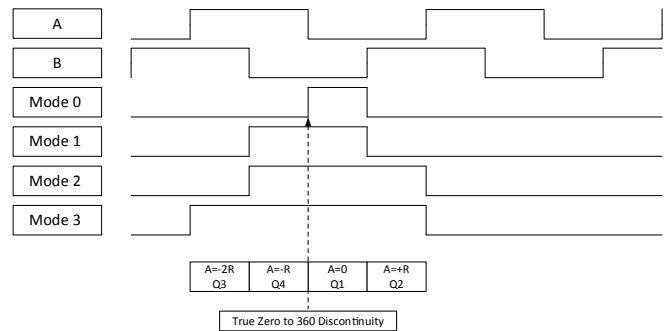 A
B
Mode 0
Mode 1
Mode 2
Mode 3
A=-2R A=-R A=0 A=+R
Q3 Q4 Q1 Q2
True Zero to 360 Discontinuity